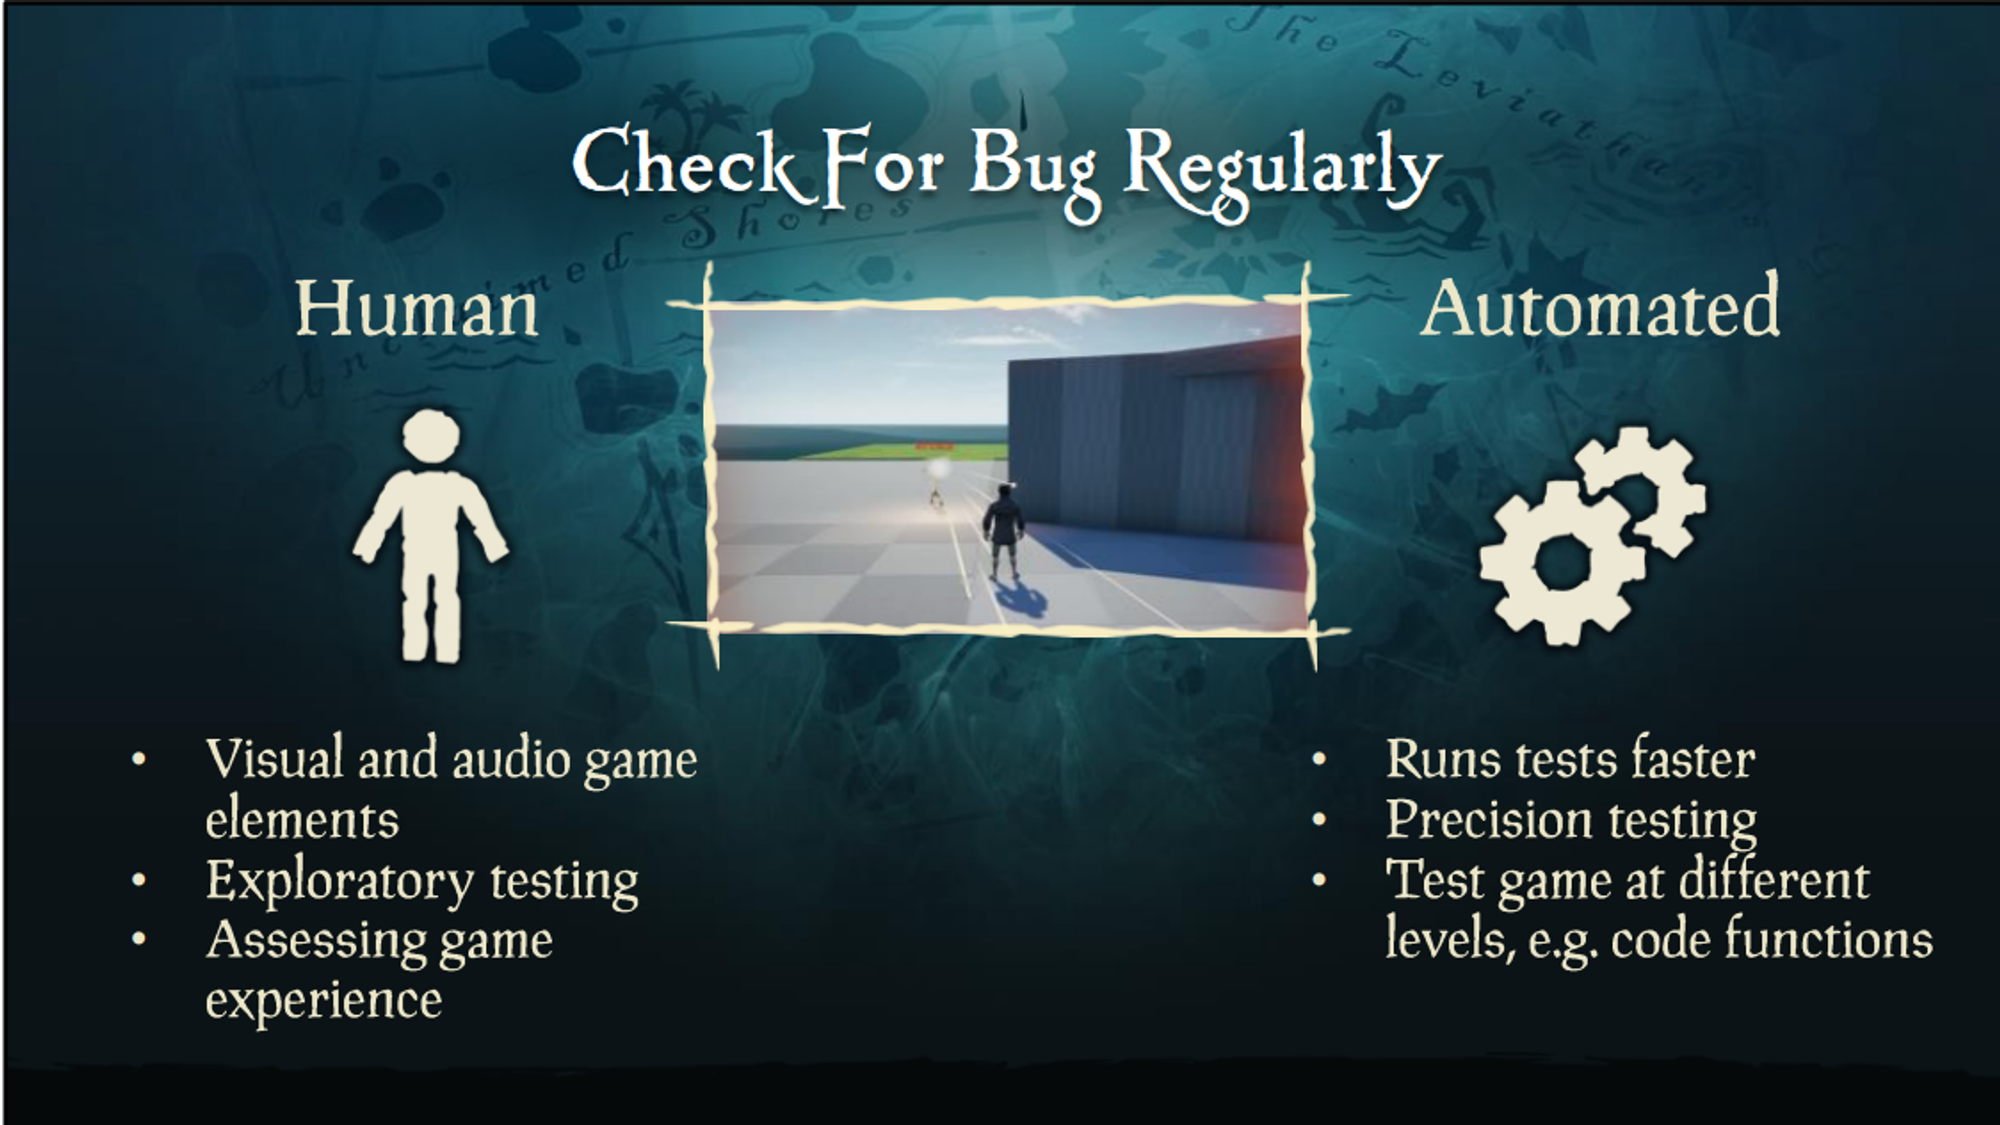 The Leviathan
Check For Bug Regularly
Shores
Human
Automated
• Visual and audio game
elements
• Exploratory testing
• Assessing game
experience
• Runs tests faster
• Precision testing
• Test game at different
levels, e.g. code functions